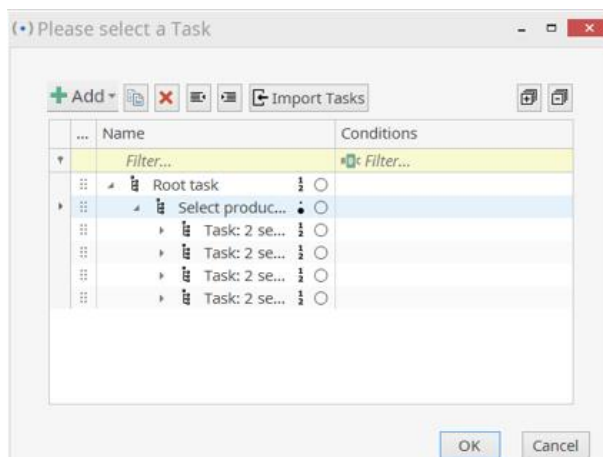 Please select a Task
Add
Import Tasks
... Name Conditions
Filter... Filter...
Root task
Select produc...
Task: 2 se...
Task: 2 se...
Task: 2 se...
Task: 2 se...
OK Cancel